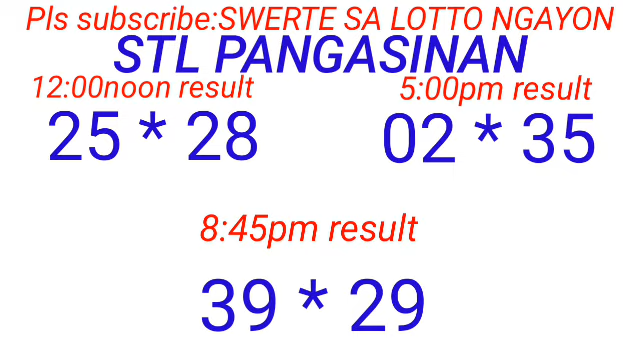 Pls subscribe:SWERTE SA LOTTO NGAYON
STL PANGASINAN
12:00noon result
25 * 28
5:00pm result
02 * 35
8:45pm result
39 * 29